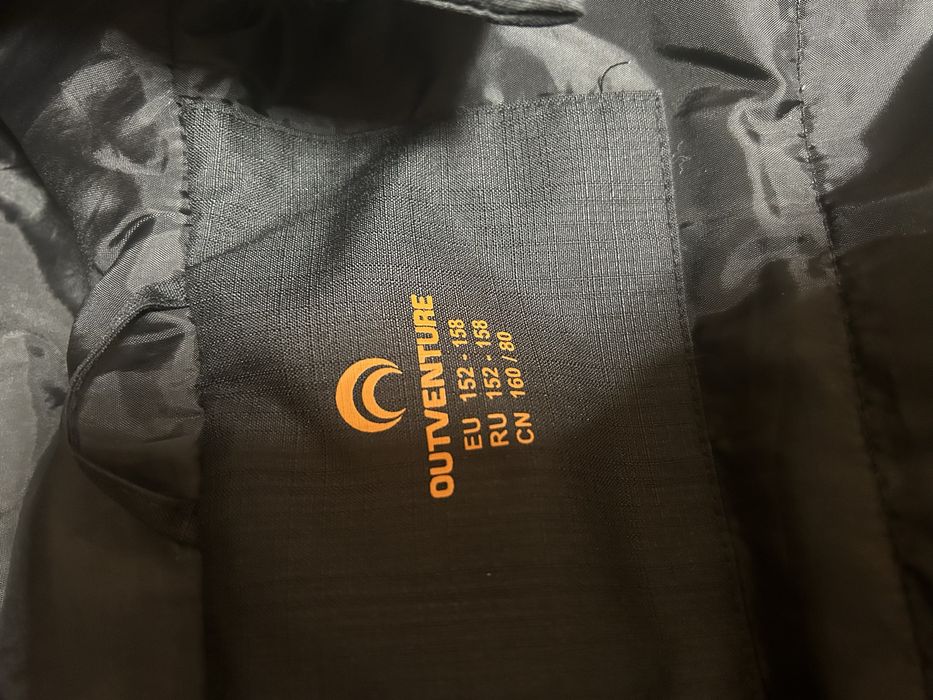 OUTVENTURE
EU 152 - 158
RU 152 - 158
CN 160 / 80